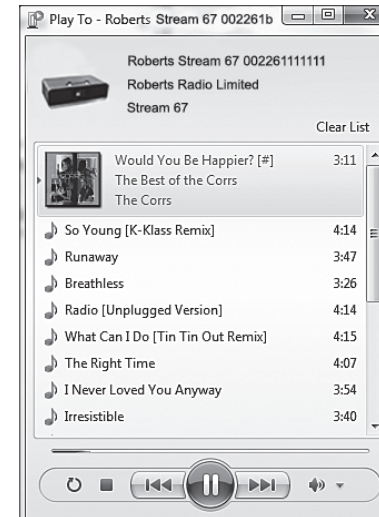 Play To - Roberts Stream 67 002261b
Roberts Stream 67 002261111111
Roberts Radio Limited
Stream 67
Clear List
Would You Be Happier? [#] 3:11
The Best of the Corrs
The Corrs
So Young [K-Klass Remix] 4:14
Runaway 3:47
Breathless 3:26
Radio [Unplugged Version] 4:14
What Can I Do [Tin Tin Out Remix] 4:15
The Right Time 4:07
I Never Loved You Anyway 3:54
Irresistible 3:40